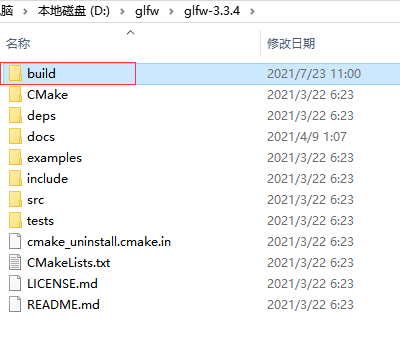 脑 › 本地磁盘 (D:) › glfw › glfw-3.3.4 ›
名称 修改日期
build 2021/7/23 11:00
CMake 2021/3/22 6:23
deps 2021/3/22 6:23
docs 2021/4/9 1:07
examples 2021/3/22 6:23
include 2021/3/22 6:23
src 2021/3/22 6:23
tests 2021/3/22 6:23
cmake_uninstall.cmake.in 2021/3/22 6:23
CMakeLists.txt 2021/3/22 6:23
LICENSE.md 2021/3/22 6:23
README.md 2021/3/22 6:23